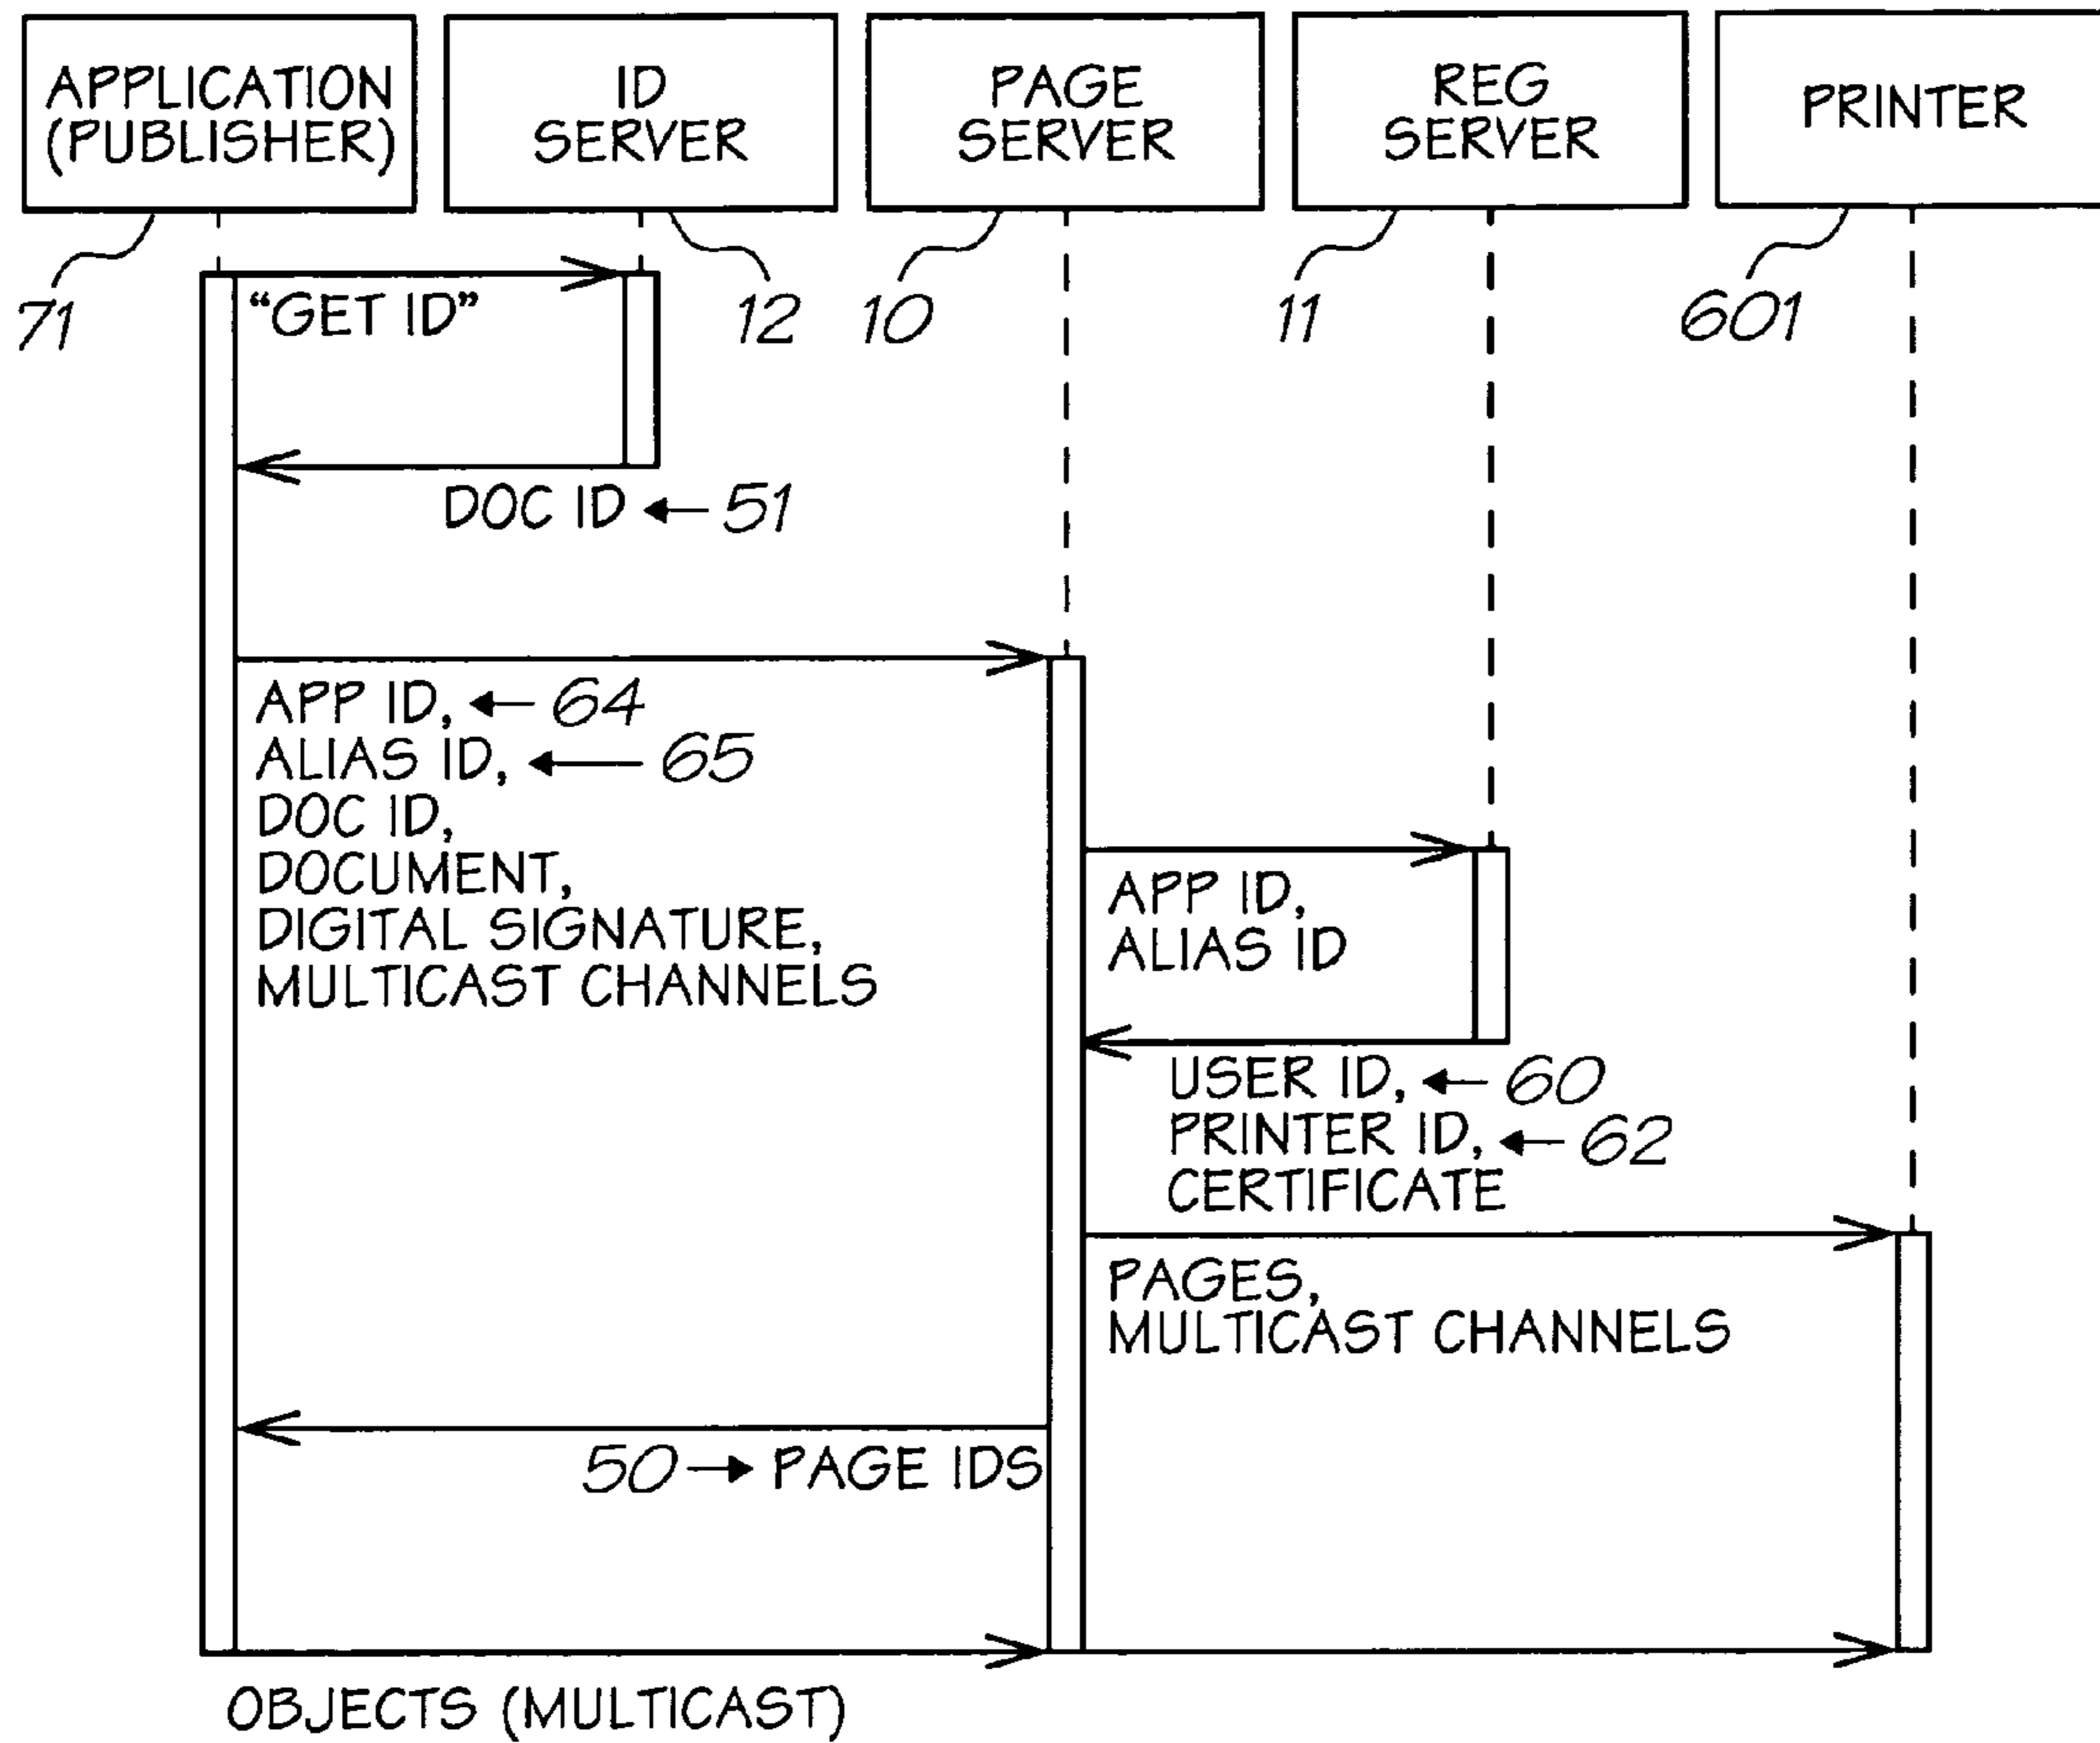 APPLICATION
(PUBLISHER)
ID
SERVER
PAGE
SERVER
REG
SERVER
PRINTER
71
12
10
11
601
“GET ID”
DOC ID
51
APP ID,
64
ALIAS ID,
65
DOC ID,
DOCUMENT,
DIGITAL SIGNATURE,
MULTICAST CHANNELS
APP ID,
ALIAS ID
USER ID,
60
PRINTER ID,
62
CERTIFICATE
PAGES,
MULTICAST CHANNELS
50
PAGE IDS
OBJECTS (MULTICAST)